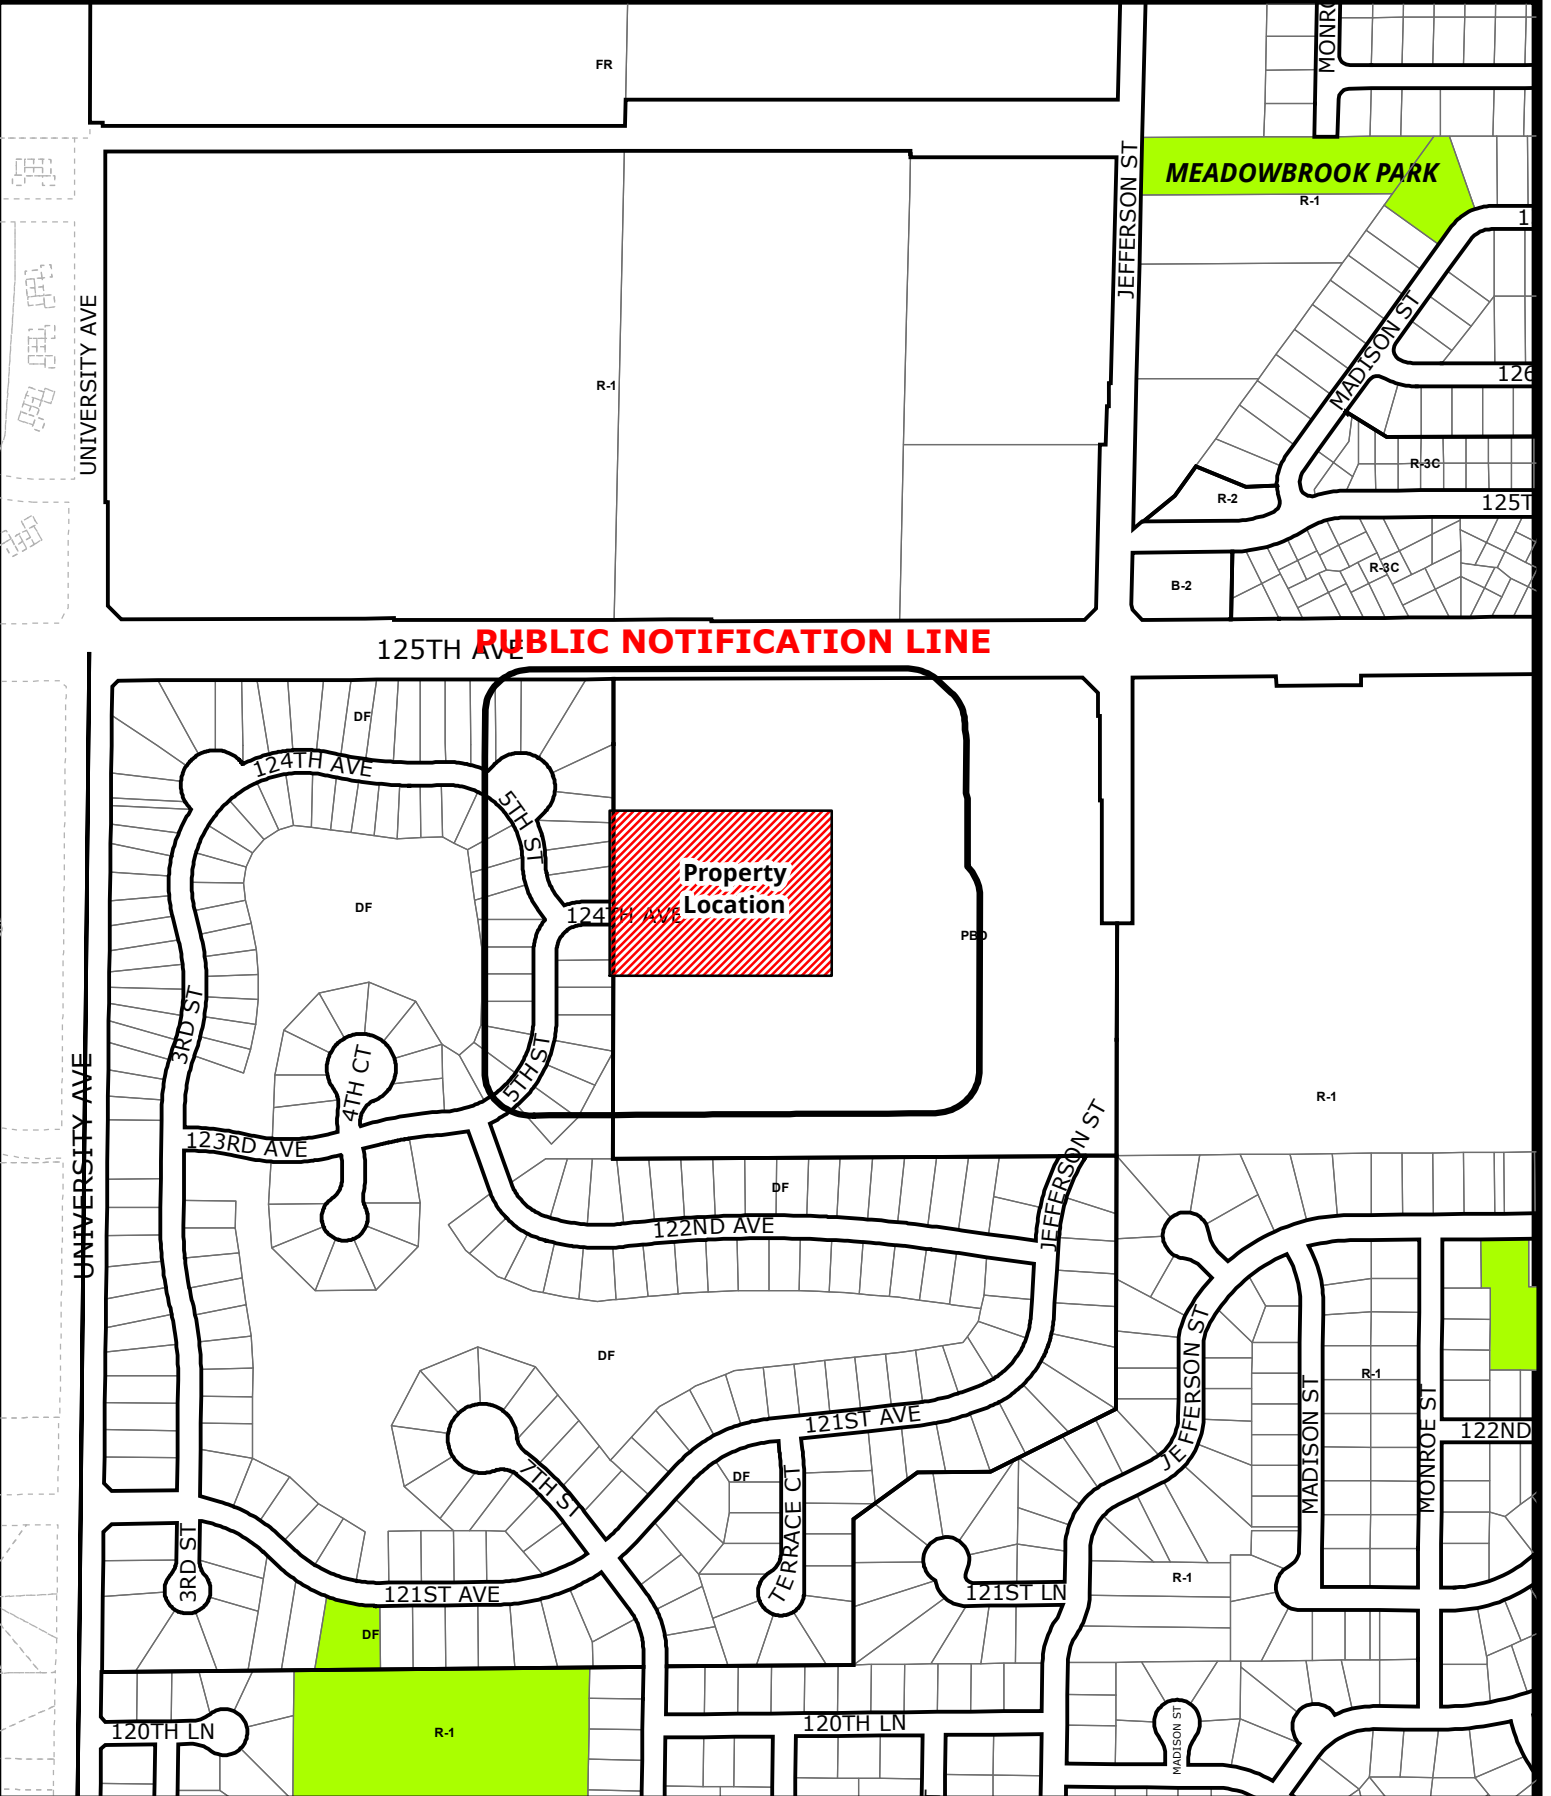 FR
MONRO
JEFFERSON ST
MEADOWBROOK PARK
R-1
1
UNIVERSITY AVE
R-1
MADISON ST
126
R-3C
R-2
125T
R-3C
B-2
125TH AVE
PUBLIC NOTIFICATION LINE
DF
124TH AVE
5TH ST
Property
Location
124TH AVE
DF
PBD
3RD ST
4TH CT
5TH ST
UNIVERSITY AVE
R-1
123RD AVE
JEFFERSON ST
DF
122ND AVE
DF
JEFFERSON ST
R-1
MADISON ST
MONROE ST
122ND
121ST AVE
DF
7TH ST
TERRACE CT
3RD ST
121ST AVE
121ST LN
R-1
DF
120TH LN
R-1
120TH LN
MADISON ST